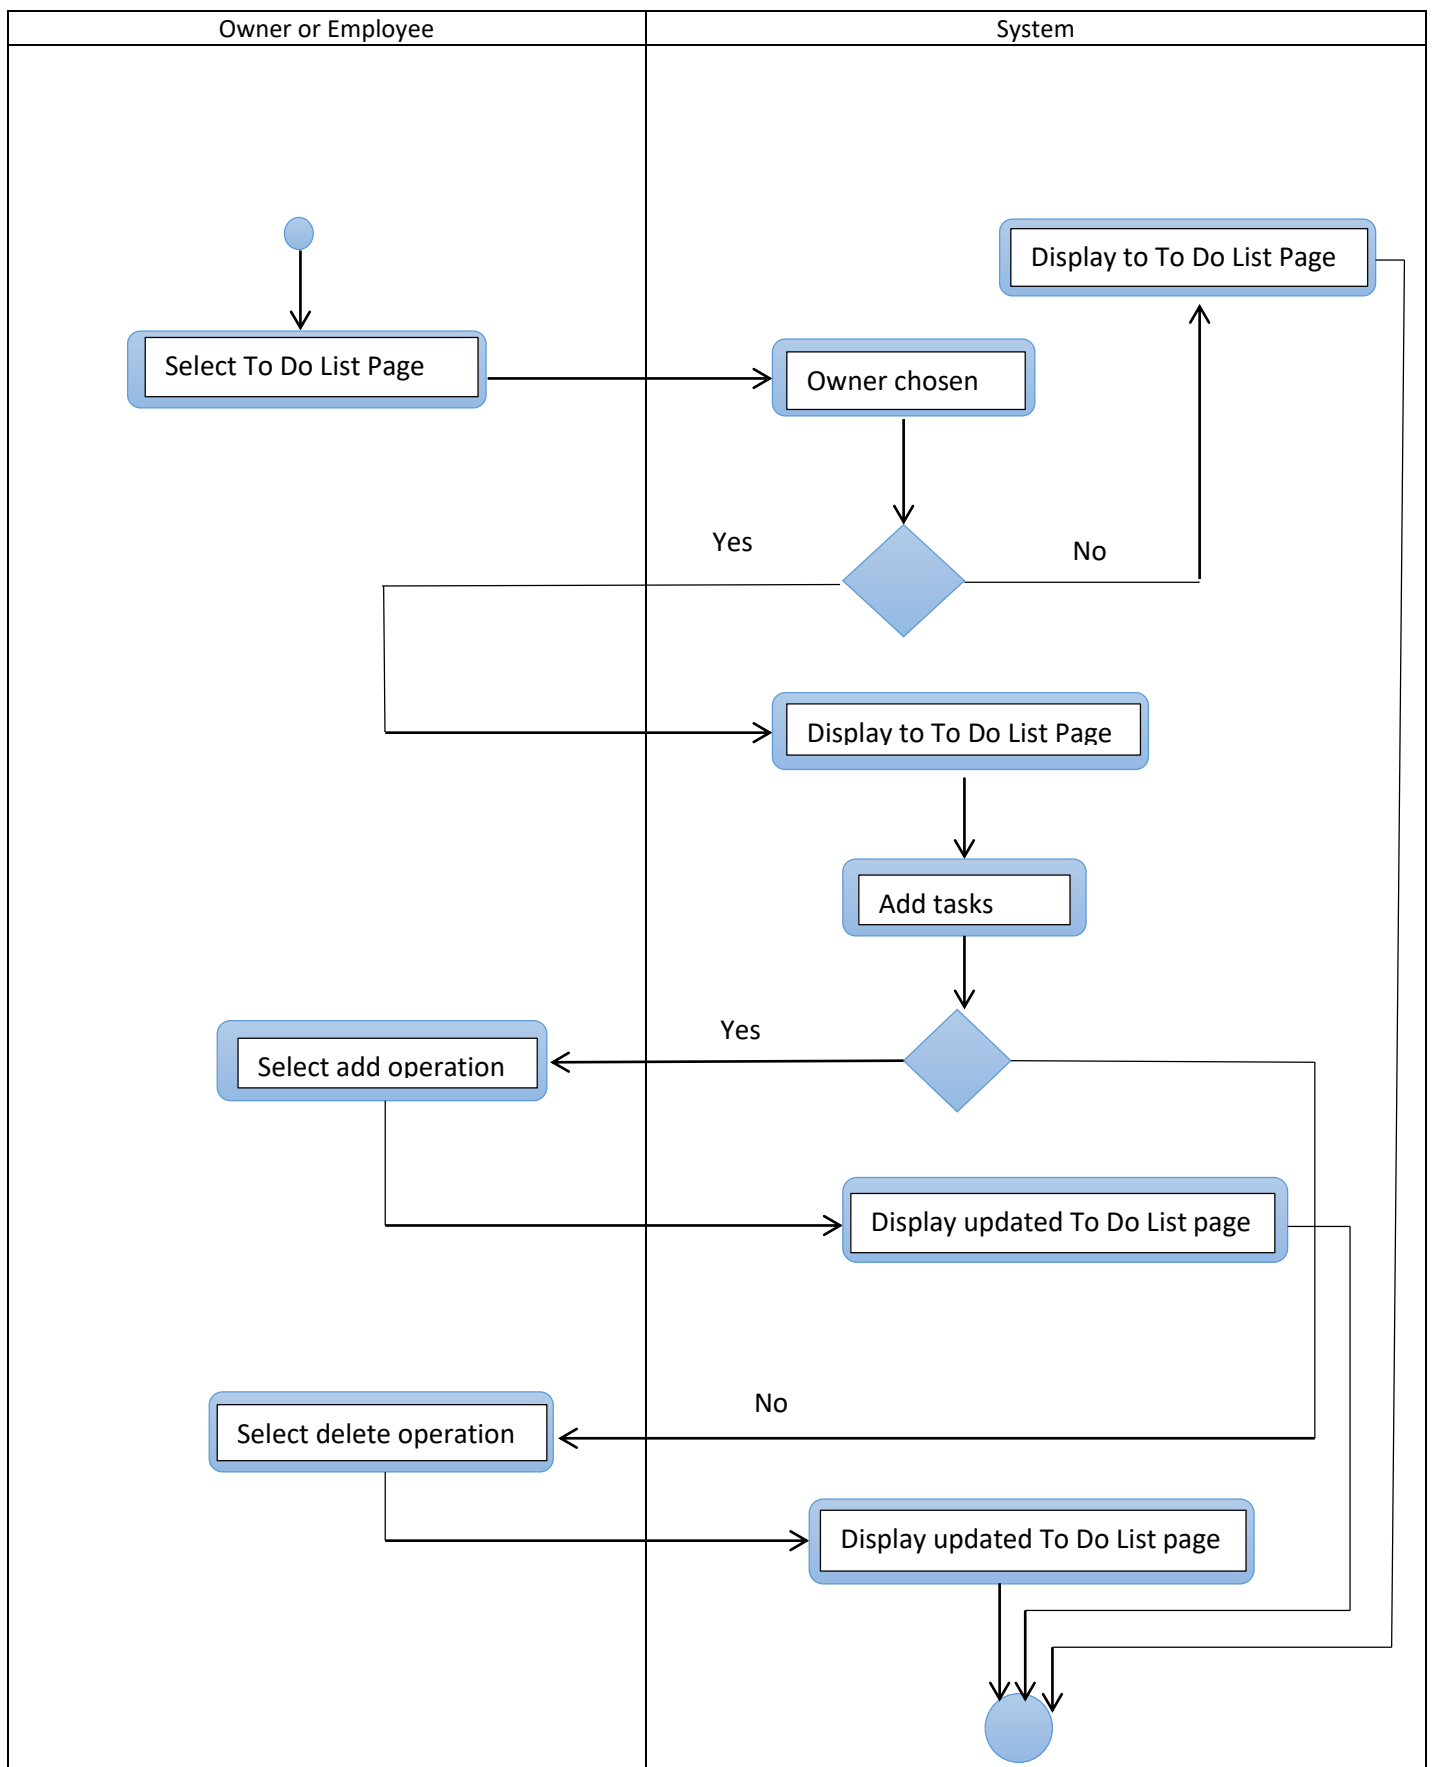 Owner or Employee
System
Display to To Do List Page
Select To Do List Page
Owner chosen
Yes
No
Display to To Do List Page
Add tasks
Yes
Select add operation
Display updated To Do List page
No
Select delete operation
Display updated To Do List page